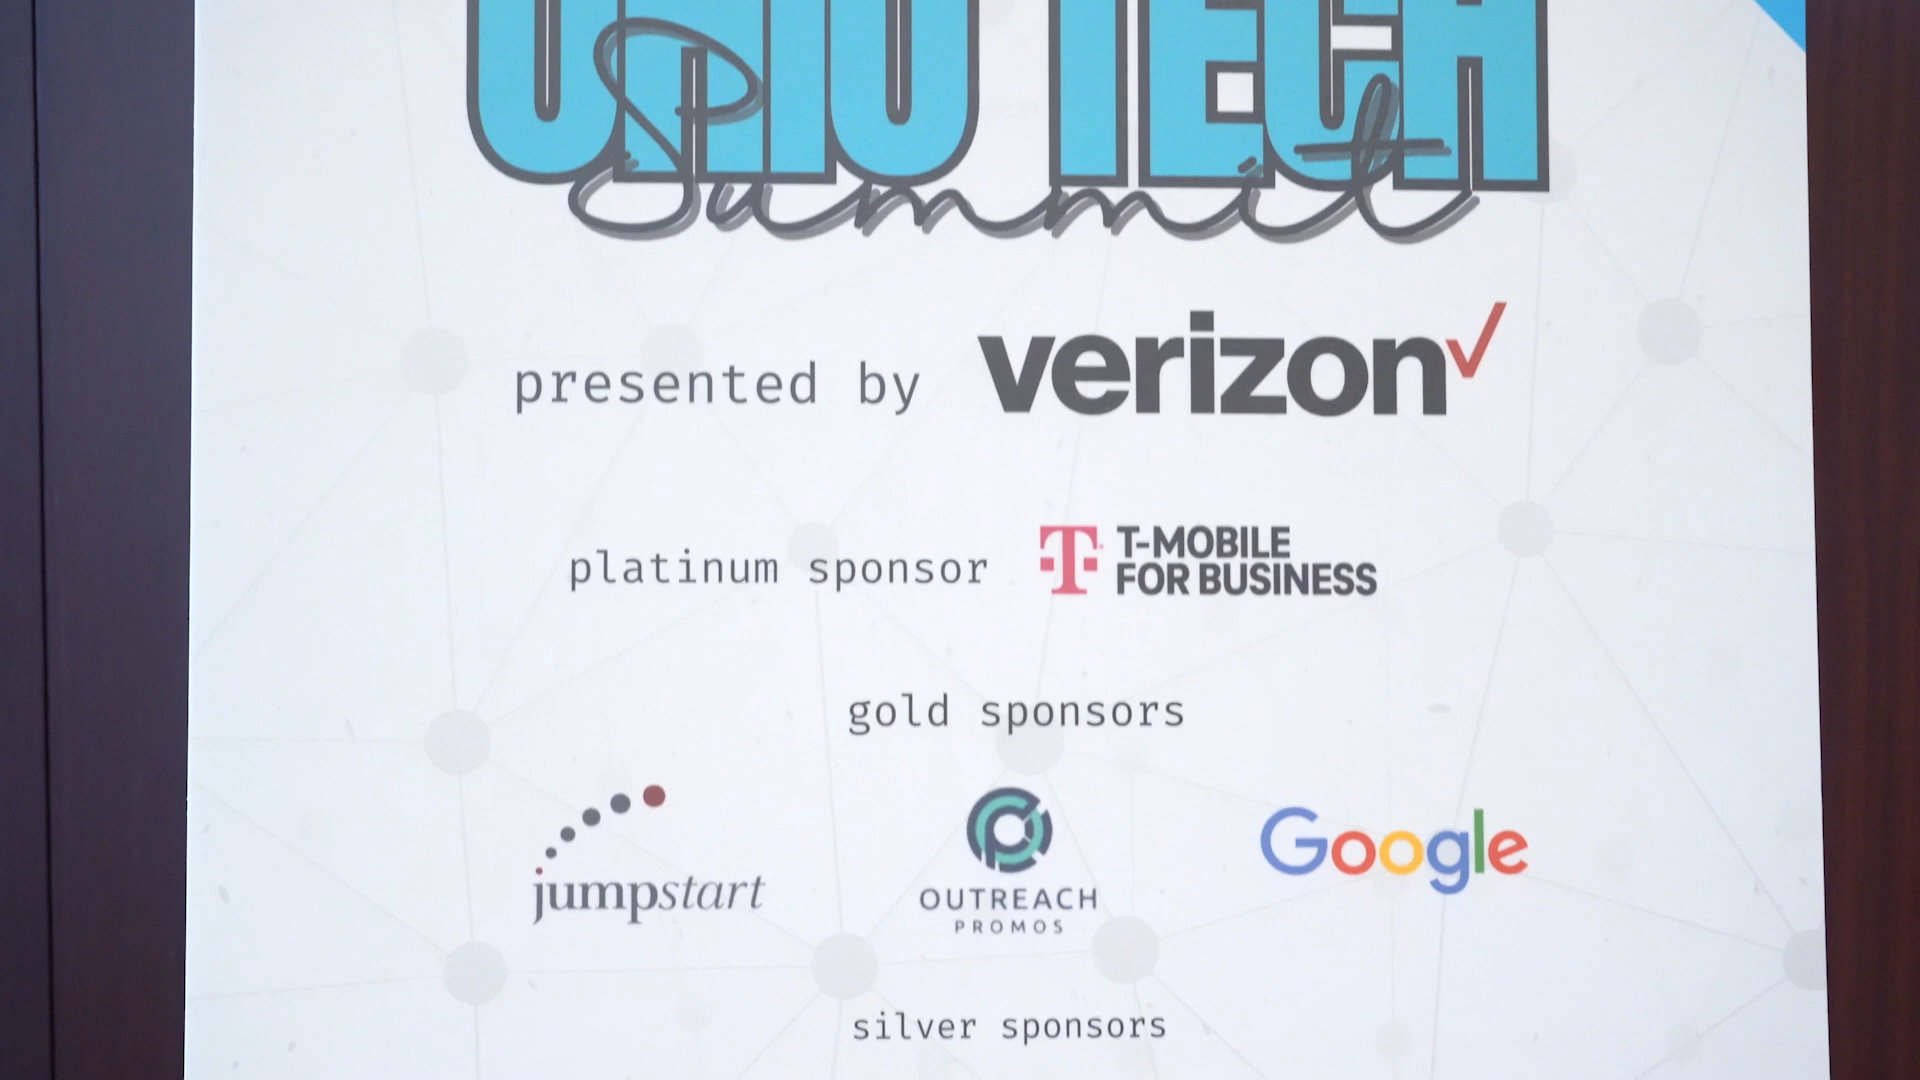 OHIO TECH
Summit
presented by verizon
platinum sponsor T-MOBILE
FOR BUSINESS
gold sponsors
jumpstart
OUTREACH
PROMOS
Google
silver sponsors